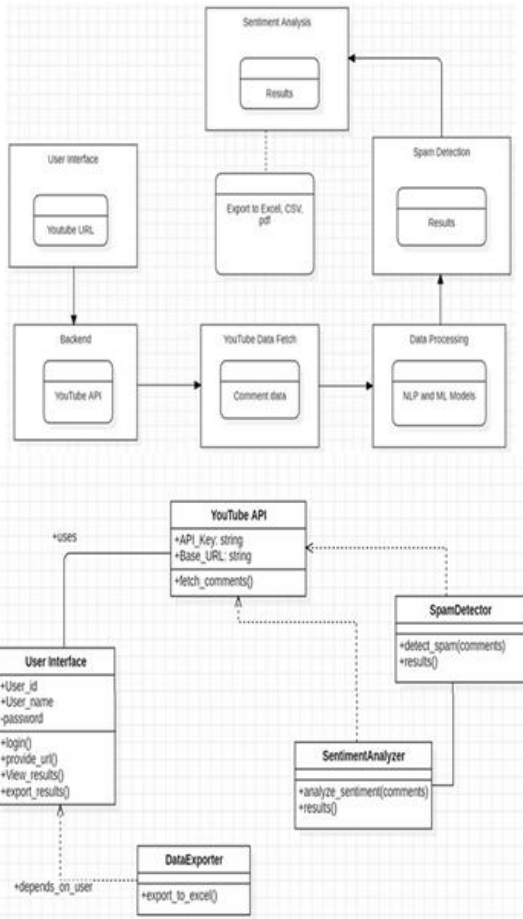 Sentiment Analysis
Results
User Interface
Youtube URL
Export to Excel, CSV,
pdf
Spam Detection
Results
Backend
YouTube API
YouTube Data Fetch
Comment data
Data Processing
NLP and ML Models
YouTube API
+API_Key: string
+Base_URL: string
+fetch_comments()
+uses
SpamDetector
+detect_spam(comments)
+results()
User Interface
+User_id
+User_name
-password
+login()
+provide_url()
+View_results()
+export_results()
SentimentAnalyzer
+analyze_sentiment(comments)
+results()
DataExporter
+export_to_excel()
+depends_on_user